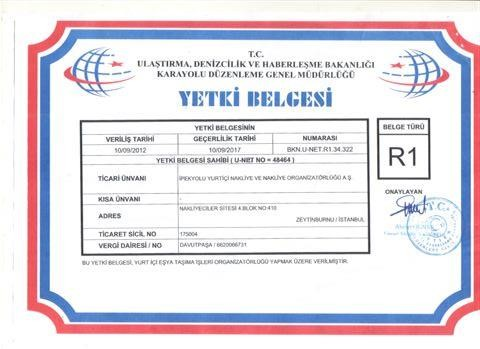 T.C.
ULAŞTIRMA, DENİZCİLİK VE HABERLEŞME BAKANLIĞI
KARAYOLU DÜZENLEME GENEL MÜDÜRLÜĞÜ
YETKİ BELGESİ
YETKİ BELGESİNİN
VERİLİŞ TARİHİ GEÇERLİLİK TARİHİ NUMARASI
10/09/2012 10/09/2017 BKN.U-NET.R1.34.322
YETKİ BELGESİ SAHİBİ ( U-NET NO = 48464 )
TİCARİ ÜNVANI İPEKYOLU YURTİÇİ NAKLİYE VE NAKLİYE ORGANİZATÖRLÜĞÜ A.Ş.
KISA ÜNVANI -
ADRES NAKLİYECİLER SİTESİ 4.BLOK NO:410
ZEYTİNBURNU / İSTANBUL
TİCARET SİCİL NO 175004
VERGİ DAİRESİ / NO DAVUTPAŞA / 6620066731
BELGE TÜRÜ
R1
ONAYLAYAN
T.C.
BU YETKİ BELGESİ, YURT İÇİ EŞYA TAŞIMA İŞLERİ ORGANİZATÖRLÜĞÜ YAPMAK ÜZERE VERİLMİŞTİR.